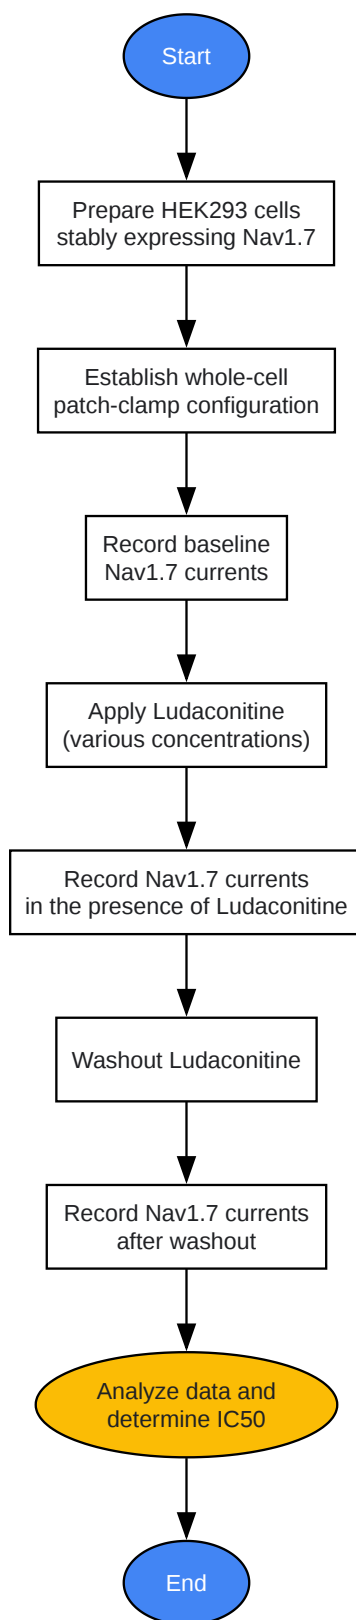 Start
Prepare HEK293 cells
stably expressing Nav1.7
Establish whole-cell
patch-clamp configuration
Record baseline
Nav1.7 currents
Apply Ludaconitine
(various concentrations)
Record Nav1.7 currents
in the presence of Ludaconitine
Washout Ludaconitine
Record Nav1.7 currents
after washout
Analyze data and
determine IC50
End